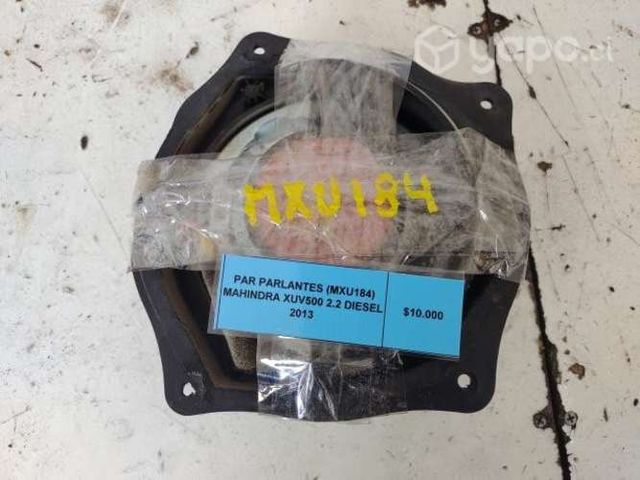 yapo.cl
MXU184
PAR PARLANTES (MXU184)
MAHINDRA XUV500 2.2 DIESEL
2013
$10.000